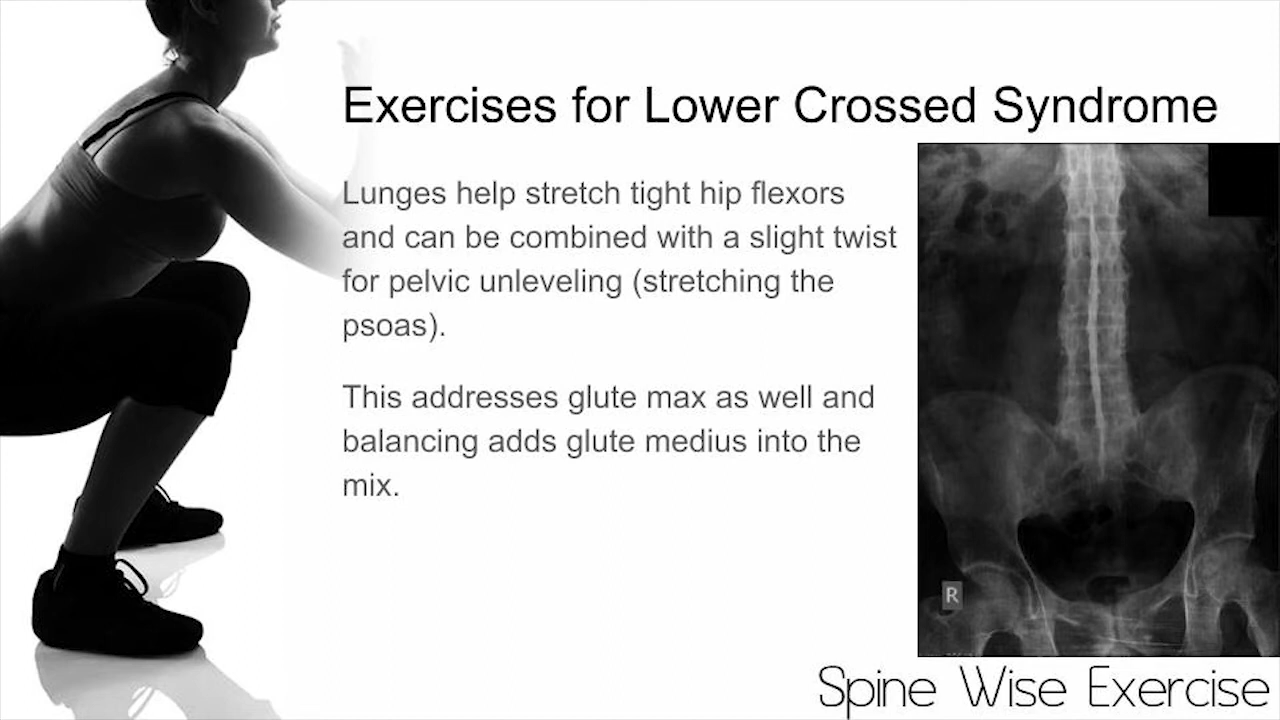 Exercises for Lower Crossed Syndrome
Lunges help stretch tight hip flexors
and can be combined with a slight twist
for pelvic unleveling (stretching the
psoas).
This addresses glute max as well and
balancing adds glute medius into the
mix.
R
Spine Wise Exercise